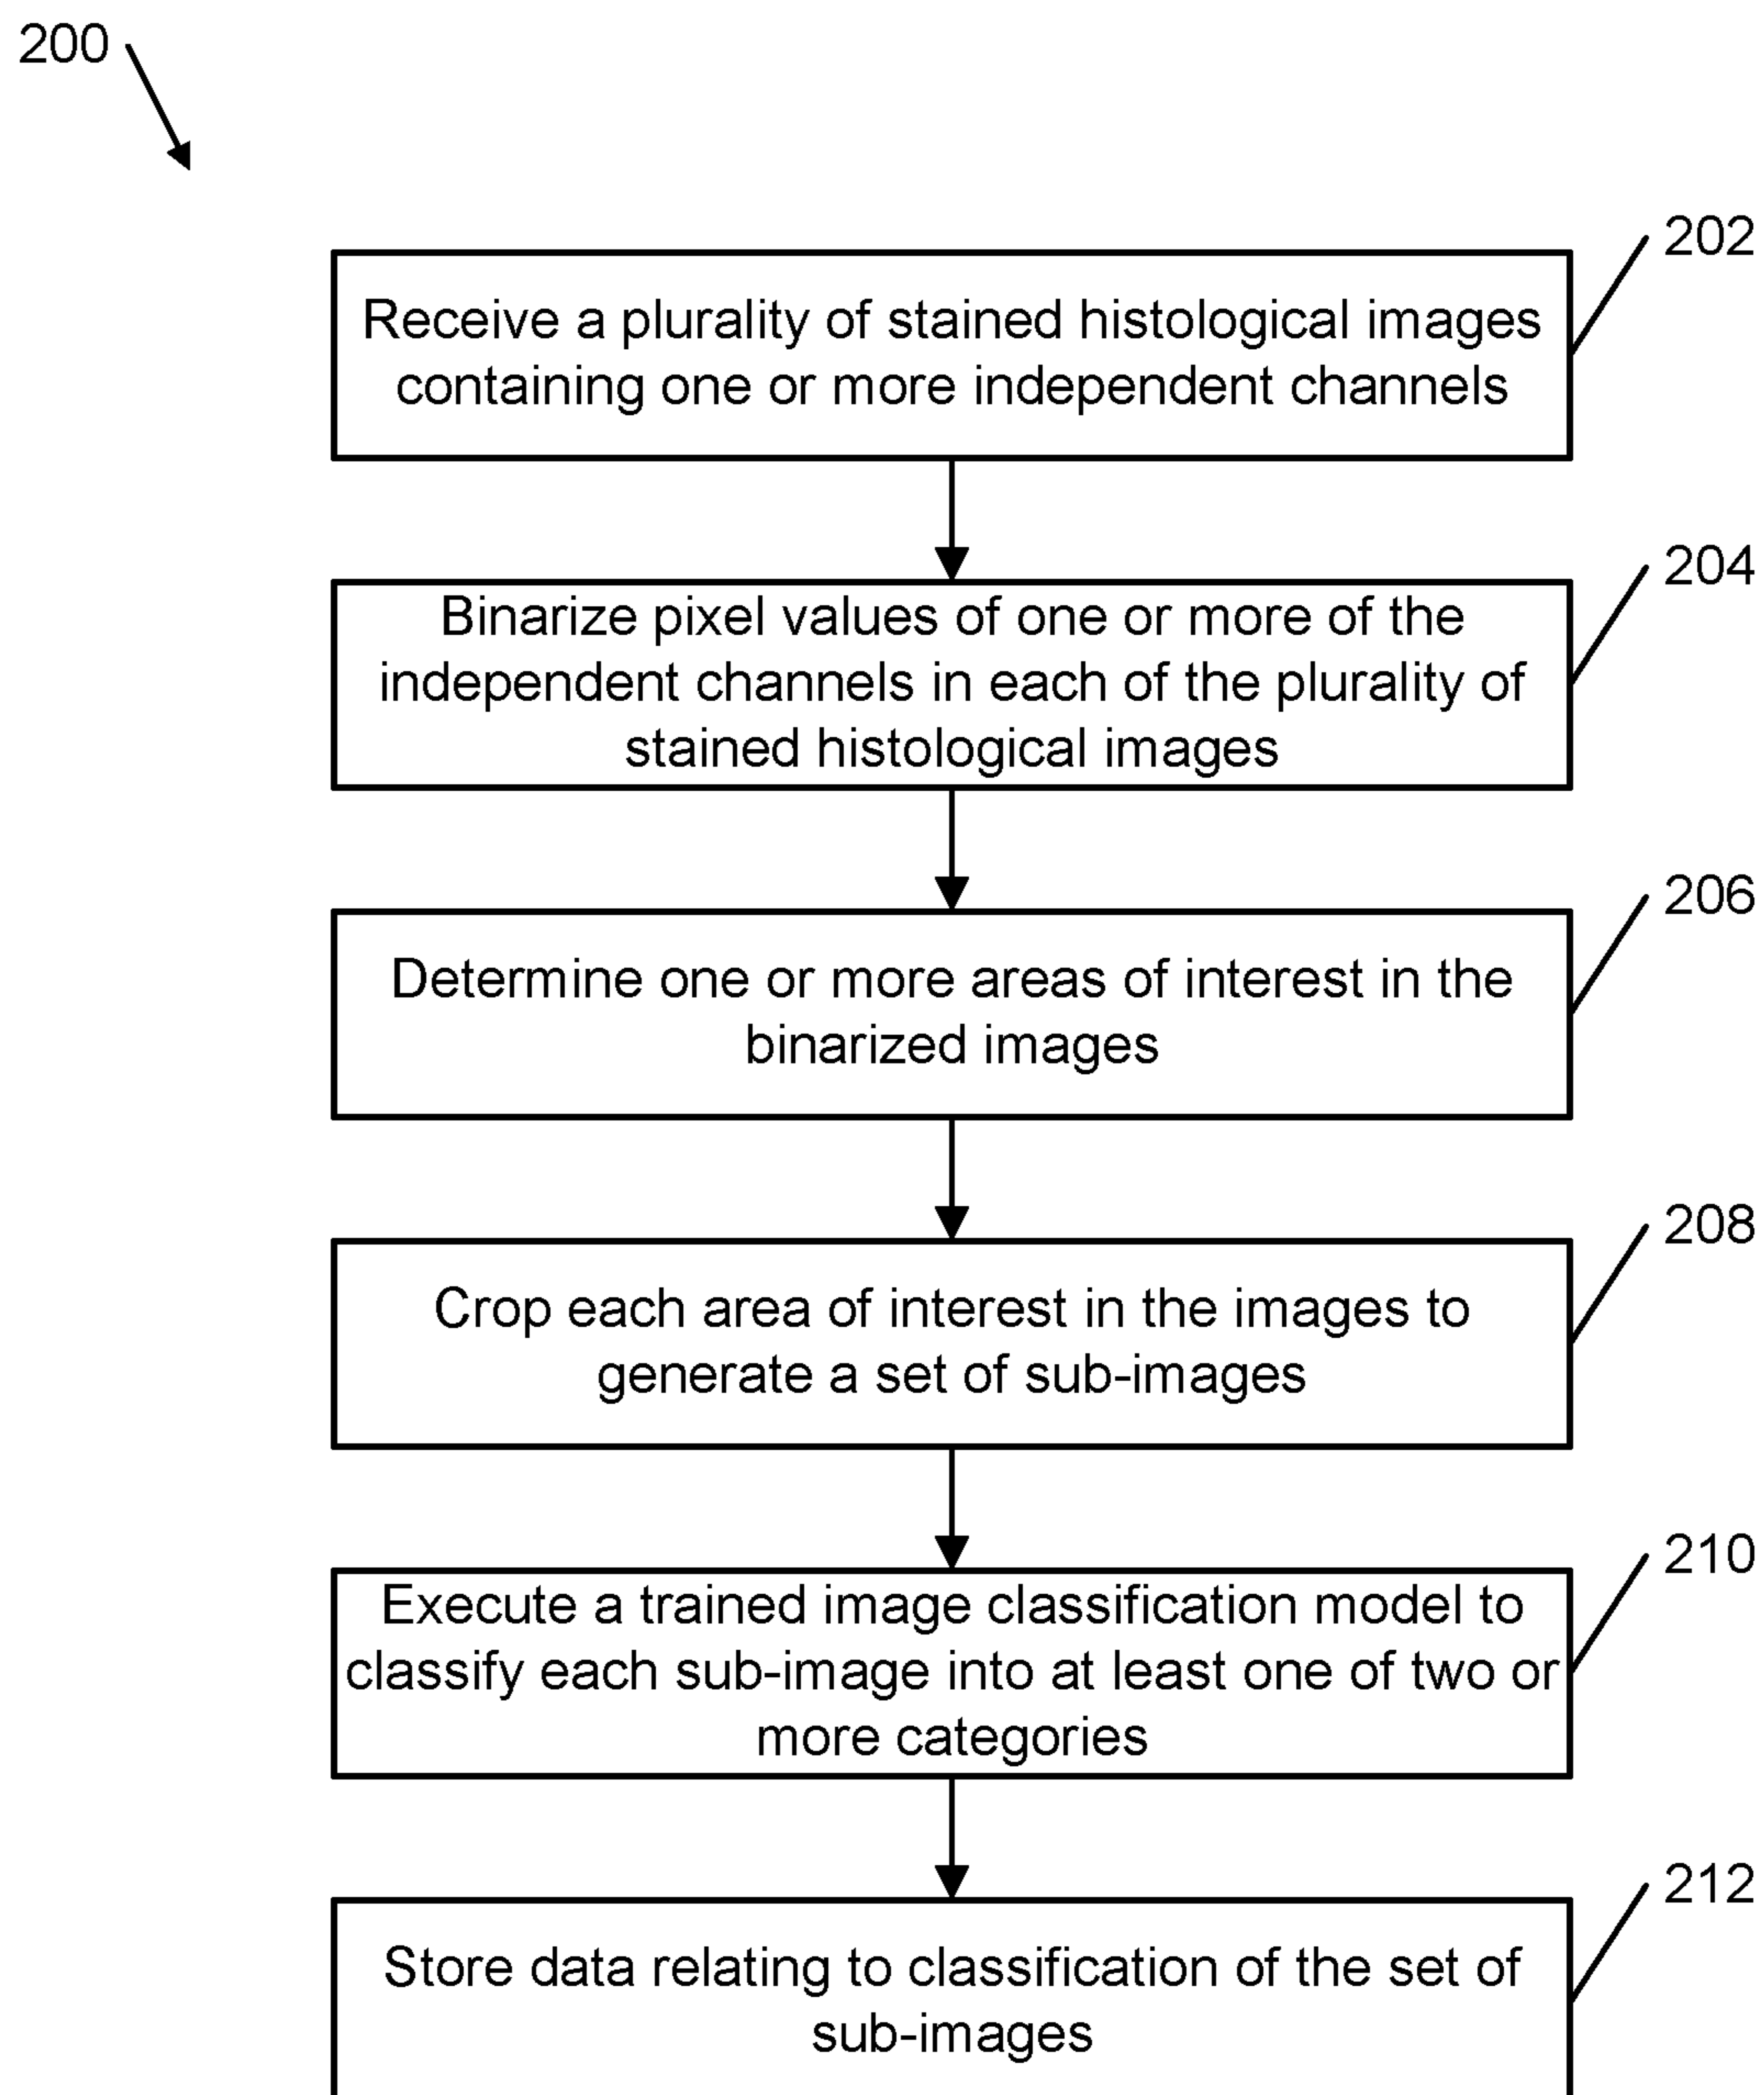 200
202
Receive a plurality of stained histological images
containing one or more independent channels
204
Binarize pixel values of one or more of the
independent channels in each of the plurality of
stained histological images
206
Determine one or more areas of interest in the
binarized images
208
Crop each area of interest in the images to
generate a set of sub-images
210
Execute a trained image classification model to
classify each sub-image into at least one of two or
more categories
212
Store data relating to classification of the set of
sub-images